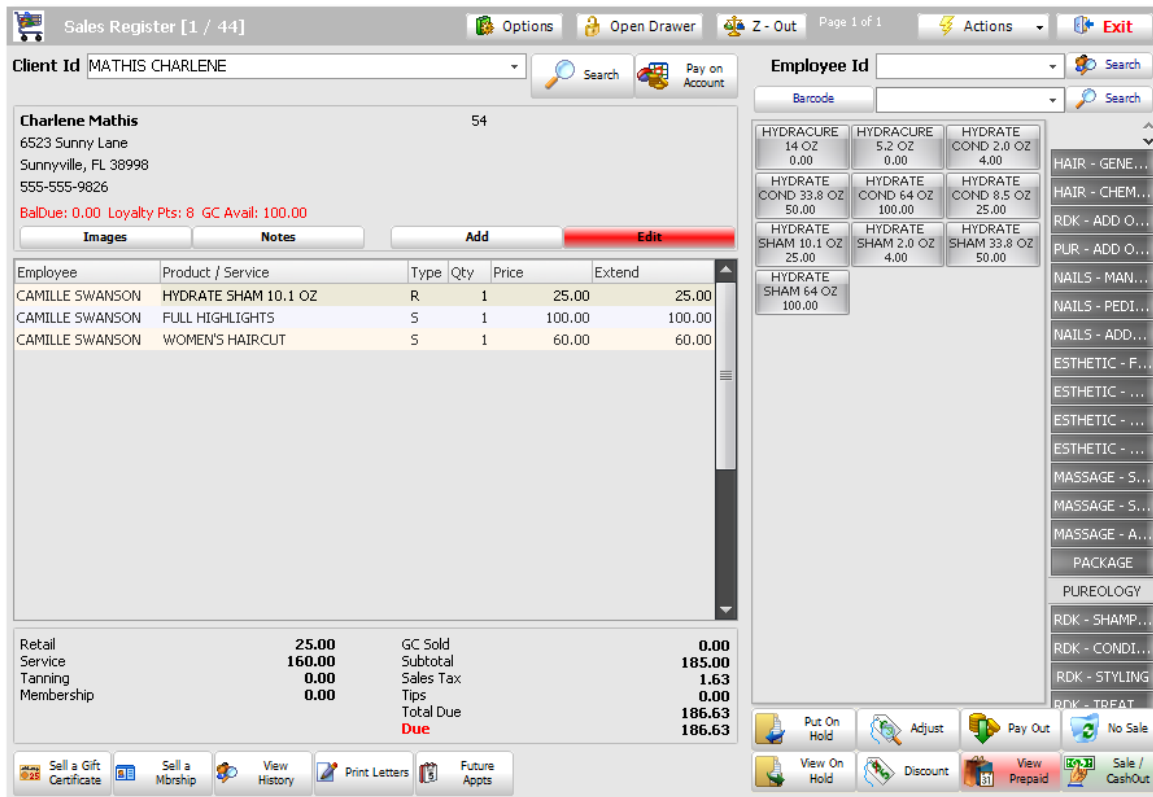 Sales Register [1 / 44]
Options
Open Drawer
Z - Out
Page 1 of 1
Actions
Exit
Client Id MATHIS CHARLENE
Search
Pay on
Account
Employee Id
Search
Barcode
Search
Charlene Mathis 54
6523 Sunny Lane
Sunnyville, FL 38998
555-555-9826
BalDue: 0.00 Loyalty Pts: 8 GC Avail: 100.00
Images Notes Add Edit
Employee Product / Service Type Qty Price Extend
CAMILLE SWANSON HYDRATE SHAM 10.1 OZ R 1 25.00 25.00
CAMILLE SWANSON FULL HIGHLIGHTS S 1 100.00 100.00
CAMILLE SWANSON WOMEN'S HAIRCUT S 1 60.00 60.00
Retail 25.00
Service 160.00
Tanning 0.00
Membership 0.00
GC Sold 0.00
Subtotal 185.00
Sales Tax 1.63
Tips 0.00
Total Due 186.63
Due 186.63
Sell a Gift
Certificate
Sell a
Mbrship
View
History
Print Letters
Future
Appts
HYDRACURE
14 OZ
0.00
HYDRACURE
5.2 OZ
0.00
HYDRATE
COND 2.0 OZ
4.00
HYDRATE
COND 33.8 OZ
50.00
HYDRATE
COND 64 OZ
100.00
HYDRATE
COND 8.5 OZ
25.00
HYDRATE
SHAM 10.1 OZ
25.00
HYDRATE
SHAM 2.0 OZ
4.00
HYDRATE
SHAM 33.8 OZ
50.00
HYDRATE
SHAM 64 OZ
100.00
HAIR - GENE...
HAIR - CHEM...
RDK - ADD O...
PUR - ADD O...
NAILS - MAN...
NAILS - PEDI...
NAILS - ADD...
ESTHETIC - F...
ESTHETIC - ...
ESTHETIC - ...
ESTHETIC - ...
MASSAGE - S...
MASSAGE - S...
MASSAGE - A...
PACKAGE
PUREOLOGY
RDK - SHAMP...
RDK - CONDI...
RDK - STYLING
RDK - TREAT
Put On
Hold
Adjust
Pay Out
No Sale
View On
Hold
Discount
View
Prepaid
Sale /
CashOut